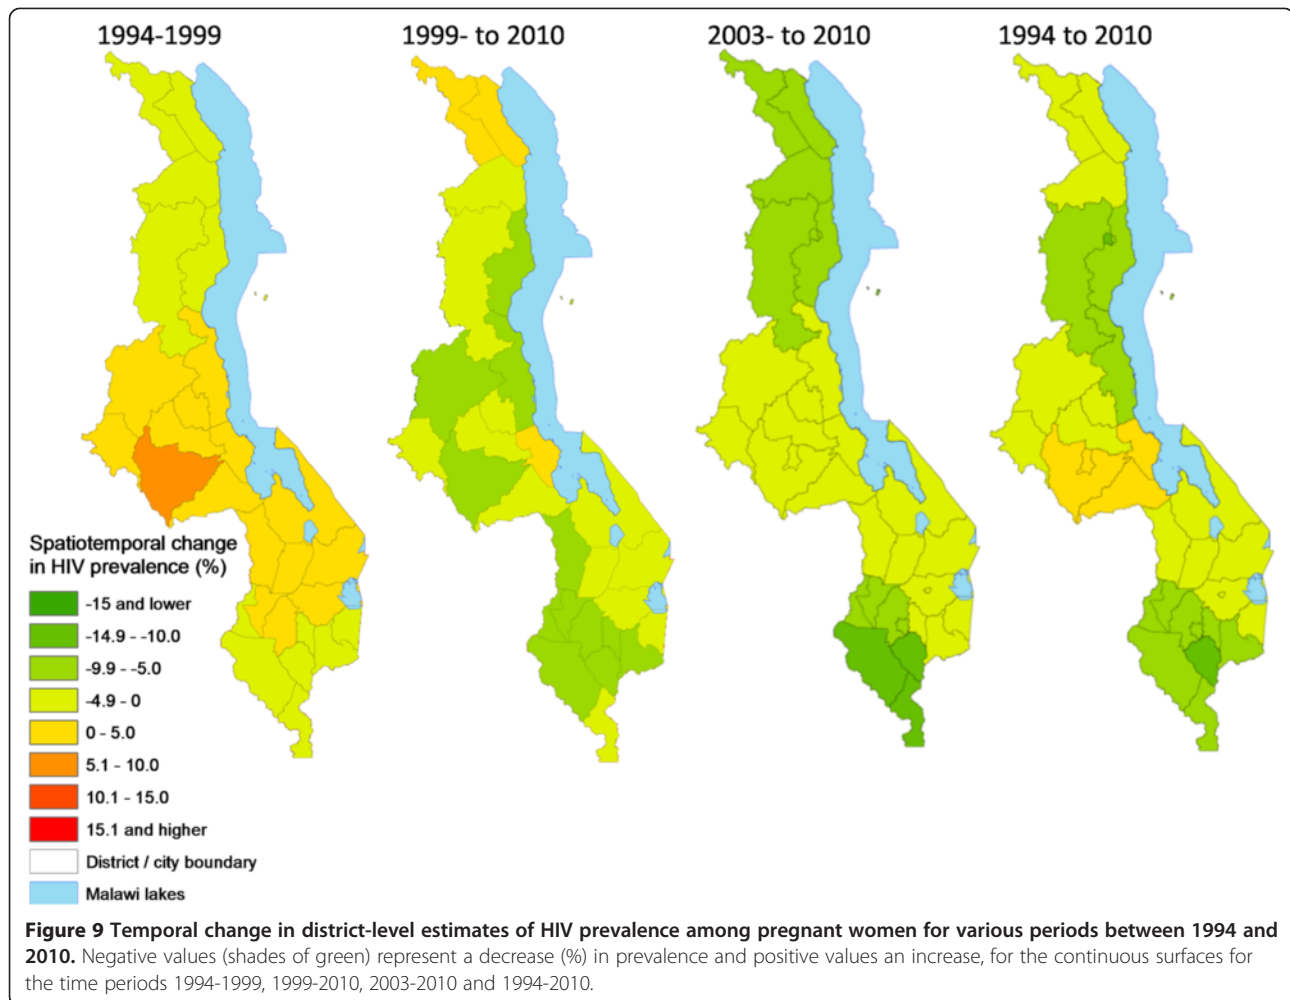 1994-1999
1999- to 2010
2003- to 2010
1994 to 2010
Spatiotemporal change
in HIV prevalence (%)
-15 and lower
-14.9 - -10.0
-9.9 - -5.0
-4.9 - 0
0 - 5.0
5.1 - 10.0
10.1 - 15.0
15.1 and higher
District / city boundary
Malawi lakes
Figure 9 Temporal change in district-level estimates of HIV prevalence among pregnant women for various periods between 1994 and
2010. Negative values (shades of green) represent a decrease (%) in prevalence and positive values an increase, for the continuous surfaces for
the time periods 1994-1999, 1999-2010, 2003-2010 and 1994-2010.